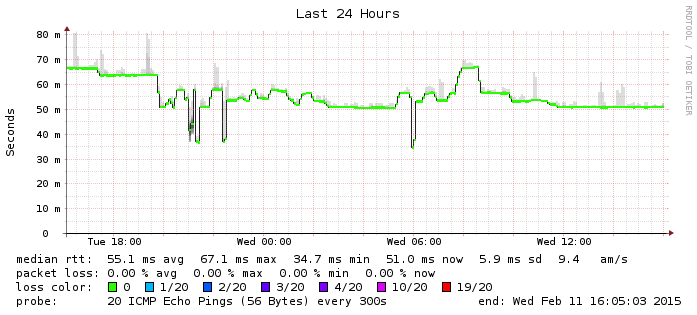 Last 24 Hours
RRDTOOL / TOBI OETIKER
Seconds
80 m
70 m
60 m
50 m
40 m
30 m
20 m
10 m
0
Tue 18:00 Wed 00:00 Wed 06:00 Wed 12:00
median rtt: 55.1 ms avg 67.1 ms max 34.7 ms min 51.0 ms now 5.9 ms sd 9.4 am/s
packet loss: 0.00 % avg 0.00 % max 0.00 % min 0.00 % now
loss color: 0 1/20 2/20 3/20 4/20 10/20 19/20
probe: 20 ICMP Echo Pings (56 Bytes) every 300s end: Wed Feb 11 16:05:03 2015